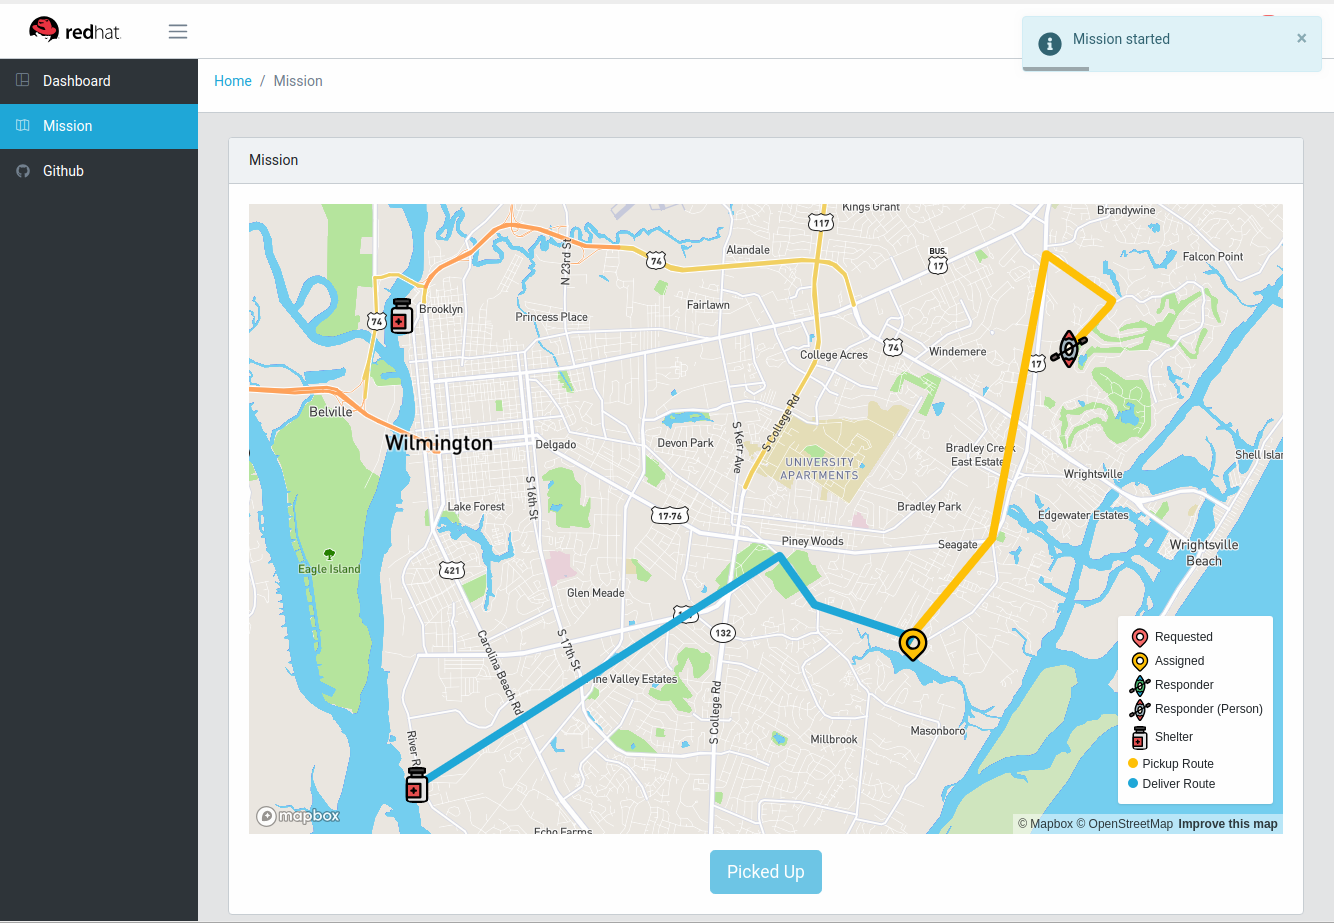 redhat.
Mission started
×
Dashboard
Mission
Github
Home / Mission
Mission
Kings Grant
Brandywine
117
Alandale
BUS.
17
Falcon Point
N 23rd St
74
Brooklyn
74
Fairlawn
Princess Place
College Acres
74
Windemere
17
Belville
S College Rd
S Kerr Ave
Wilmington
Delgado
Devon Park
Bradley Creek
East Estates
UNIVERSITY
APARTMENTS
Shell Islan
Wrightsville
S 16th St
Lake Forest
17-76
Bradley Park
Edgewater Estates
Piney Woods
Seagate
Wrightsville
Beach
Eagle Island
421
Glen Meade
132
Carolina Beach Rd
S 17th St
ine Valley Estates
S College Rd
Millbrook
Masonboro
River R
Echo Farms
Requested
Assigned
Responder
Responder (Person)
Shelter
Pickup Route
Deliver Route
mapbox
© Mapbox © OpenStreetMap Improve this map
Picked Up